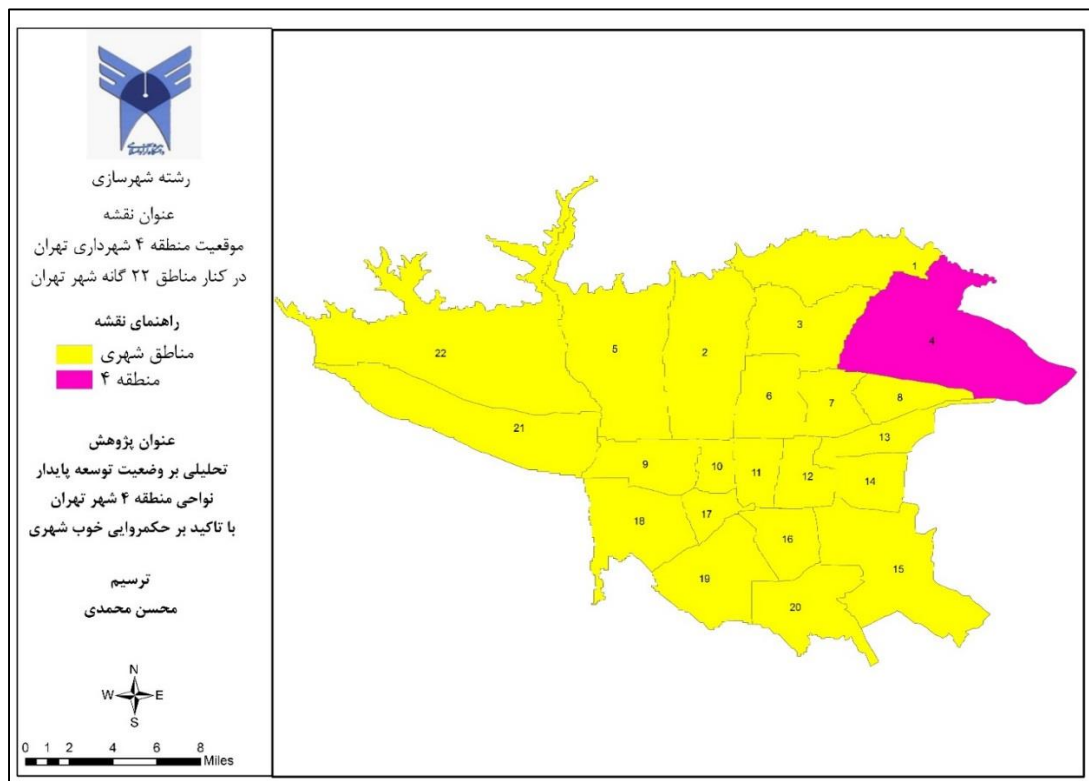 رشته شهرسازی
عنوان نقشه
موقعیت منطقه ۴ شهرداری تهران
در کنار مناطق ۲۲ گانه شهر تهران
راهنمای نقشه
مناطق شهری
منطقه ۴
عنوان پژوهش
تحلیلی بر وضعیت توسعه پایدار
نواحی منطقه ۴ شهر تهران
با تاکید بر حکمروایی خوب شهری
ترسیم
محسن محمدی
N
W E
S
0 1 2 4 6 8
Miles
1
3
4
22
5
2
6
7
8
21
13
9
10
11
12
14
17
18
16
15
19
20